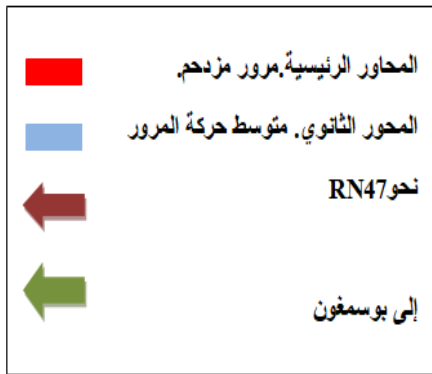 المحاور الرئيسية.مرور مزدحم.
المحور الثانوي. متوسط حركة المرور
نحوRN47
إلى بوسمغون